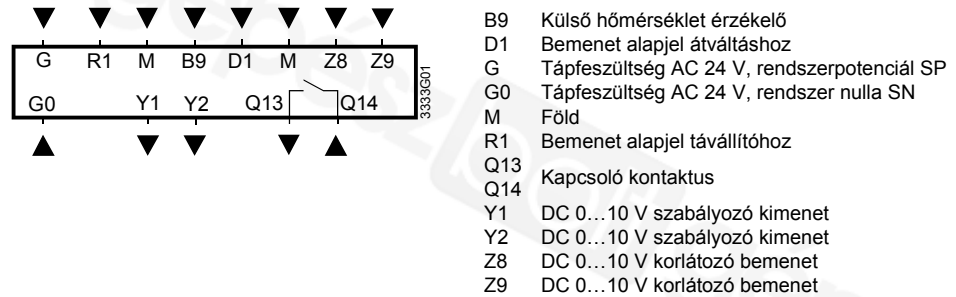 G R1 M B9 D1 M Z8 Z9
G0 Y1 Y2 Q13 Q14
3333G01
B9 Külső hőmérséklet érzékelő
D1 Bemenet alapjel átváltáshoz
G Tápfeszültség AC 24 V, rendszerpotenciál SP
G0 Tápfeszültség AC 24 V, rendszer nulla SN
M Föld
R1 Bemenet alapjel távállítóhoz
Q13
Q14 Kapcsoló kontaktus
Y1 DC 0…10 V szabályozó kimenet
Y2 DC 0…10 V szabályozó kimenet
Z8 DC 0…10 V korlátozó bemenet
Z9 DC 0…10 V korlátozó bemenet